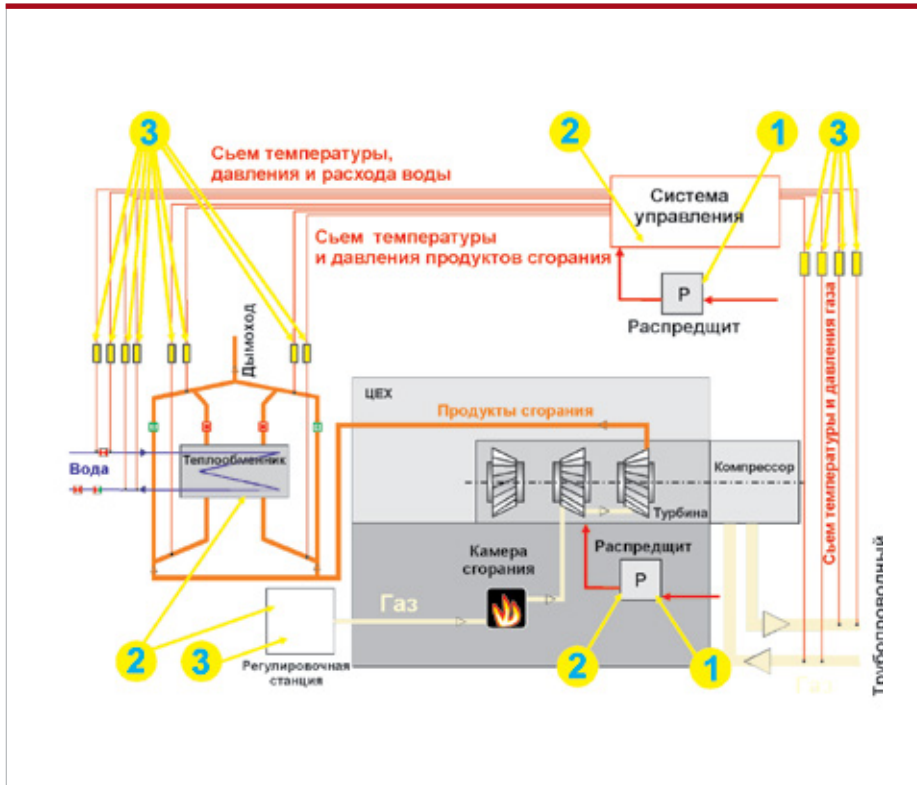 3
2
1
3
Сьем температуры,
давления и расхода воды
Система
управления
Сьем температуры
и давления продуктов сгорания
P
Распредщит
Дымоход
ЦЕХ
Продукты сгорания
Сьем температуры и давления газа
Вода
Теплообменник
Компрессор
Турбина
Камера
сгорания
Распредщит
P
Газ
2
3
Регулировочная
станция
2
1
Газ
Трубопроводный